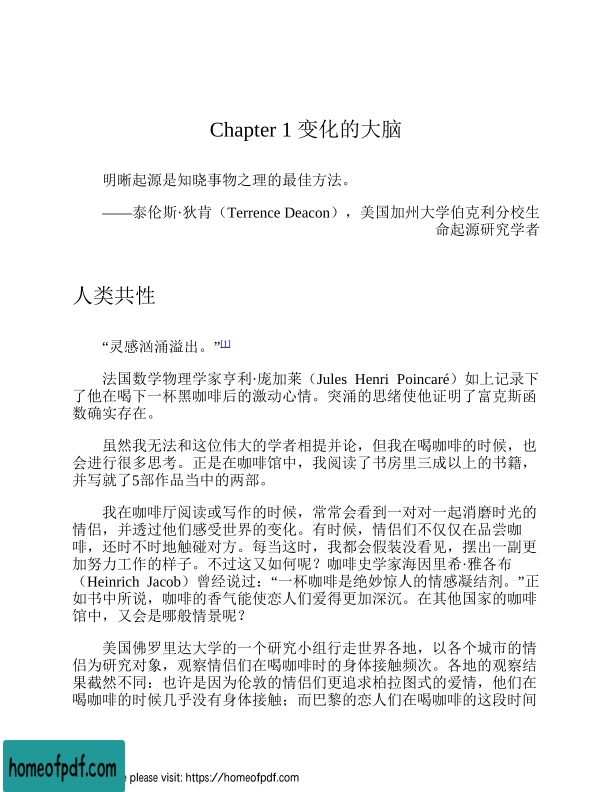 Chapter 1 变化的大脑
明晰起源是知晓事物之理的最佳方法。
——泰伦斯·狄肯（Terrence Deacon），美国加州大学伯克利分校生
命起源研究学者
人类共性
“灵感汹涌溢出。”[1]
法国数学物理学家亨利·庞加莱（Jules Henri Poincaré）如上记录下
了他在喝下一杯黑咖啡后的激动心情。突涌的思绪使他证明了富克斯函
数确实存在。
虽然我无法和这位伟大的学者相提并论，但我在喝咖啡的时候，也
会进行很多思考。正是在咖啡馆中，我阅读了书房里三成以上的书籍，
并写就了5部作品当中的两部。
我在咖啡厅阅读或写作的时候，常常会看到一对对一起消磨时光的
情侣，并透过他们感受世界的变化。有时候，情侣们不仅仅在品尝咖
啡，还时不时地触碰对方。每当这时，我都会假装没看见，摆出一副更
加努力工作的样子。不过这又如何呢？咖啡史学家海因里希·雅各布
（Heinrich Jacob）曾经说过：“一杯咖啡是绝妙惊人的情感凝结剂。”正
如书中所说，咖啡的香气能使恋人们爱得更加深沉。在其他国家的咖啡
馆中，又会是哪般情景呢？
美国佛罗里达大学的一个研究小组行走世界各地，以各个城市的情
侣为研究对象，观察情侣们在喝咖啡时的身体接触频次。各地的观察结
果截然不同：也许是因为伦敦的情侣们更追求柏拉图式的爱情，他们在
喝咖啡的时候几乎没有身体接触；而巴黎的恋人们在喝咖啡的这段时间
homeofpdf.com
please visit: https://homeofpdf.com